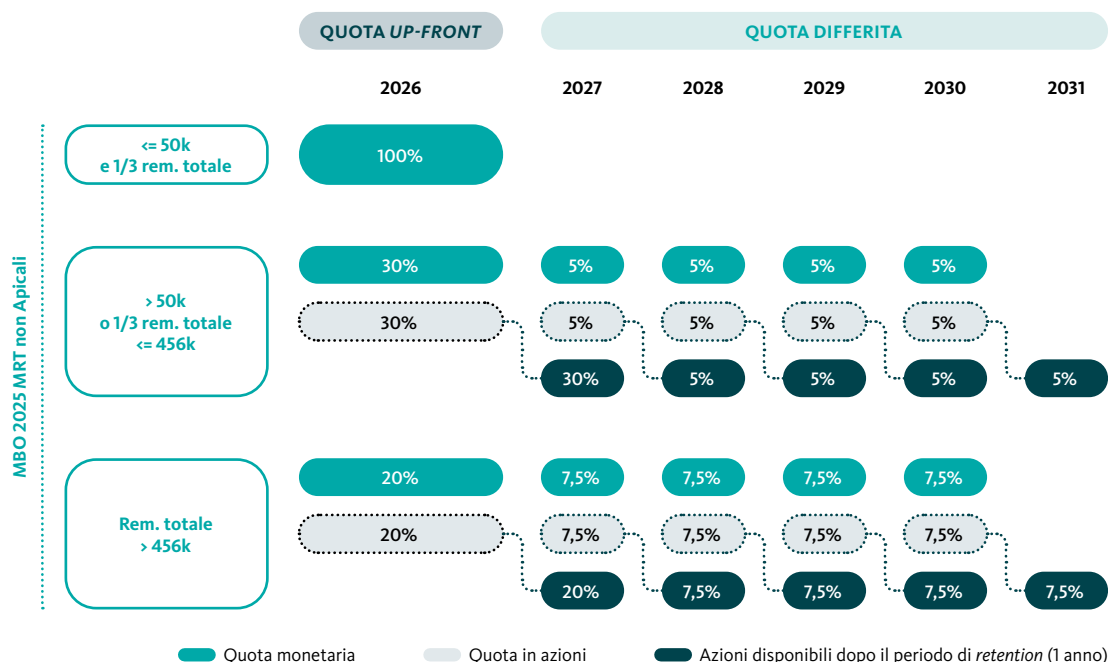 QUOTA UP-FRONT
QUOTA DIFFERITA
2026
2027
2028
2029
2030
2031
MBO 2025 MRT non Apicali
<= 50k
e 1/3 rem. totale
100%
> 50k
o 1/3 rem. totale
<= 456k
30%
5%
5%
5%
5%
30%
5%
5%
5%
5%
30%
5%
5%
5%
5%
Rem. totale
> 456k
20%
7,5%
7,5%
7,5%
7,5%
20%
7,5%
7,5%
7,5%
7,5%
20%
7,5%
7,5%
7,5%
7,5%
Quota monetaria
Quota in azioni
Azioni disponibili dopo il periodo di retention (1 anno)